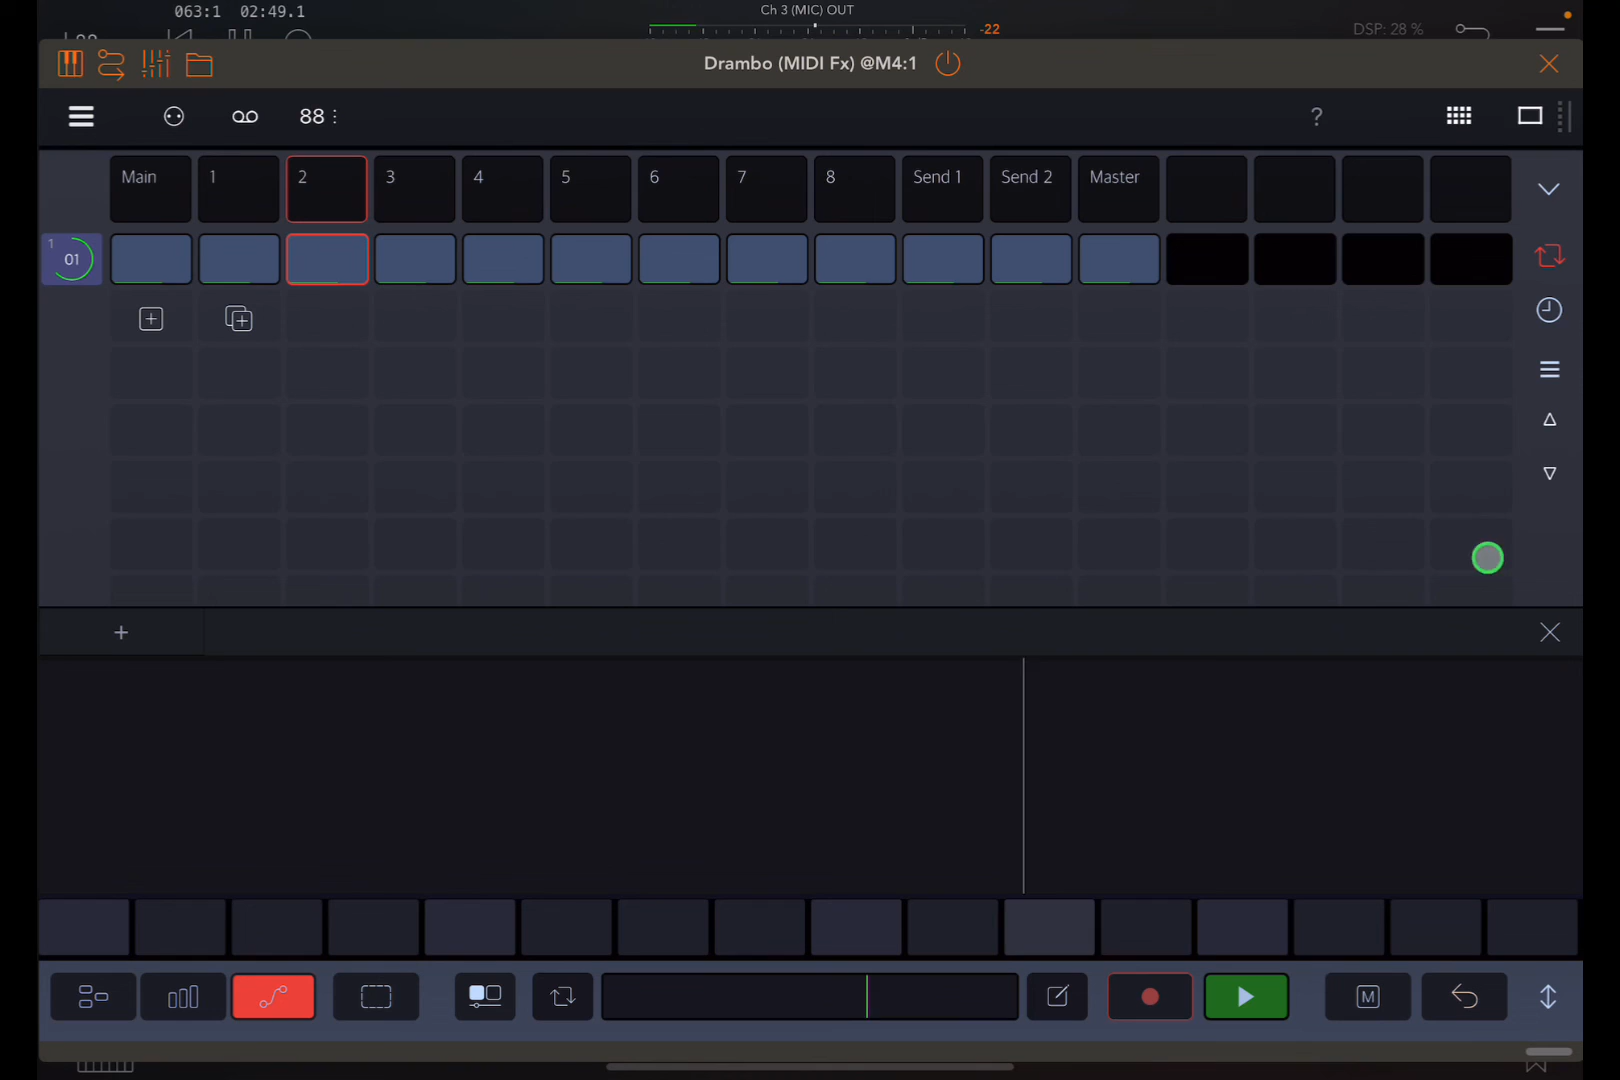 063:1 02:49.1
Ch 3 (MIC) OUT
-22
DSP: 28 %
Drambo (MIDI Fx) @M4:1
88
?
Main 1 2 3 4 5 6 7 8 Send 1 Send 2 Master
1
01
M